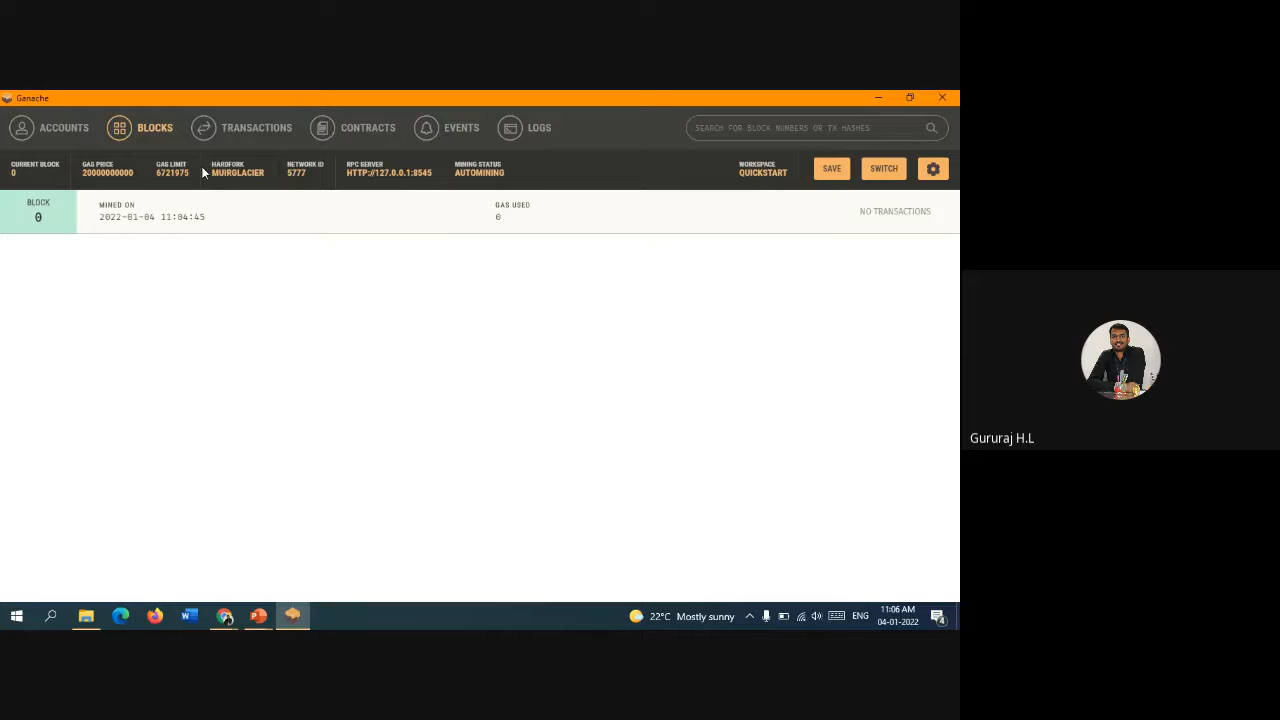 Ganache
ACCOUNTS BLOCKS TRANSACTIONS CONTRACTS EVENTS LOGS SEARCH FOR BLOCK NUMBERS OR TX HASHES
CURRENT BLOCK GAS PRICE GAS LIMIT HARDFORK NETWORK ID RPC SERVER MINING STATUS WORKSPACE
0 20000000000 6721975 MUIRGLACIER 5777 HTTP://127.0.0.1:8545 AUTOMINING QUICKSTART SAVE SWITCH
BLOCK MINED ON GAS USED
0 2022-01-04 11:04:45 0 NO TRANSACTIONS
Gururaj H.L
22°C Mostly sunny ENG 11:06 AM
04-01-2022 4